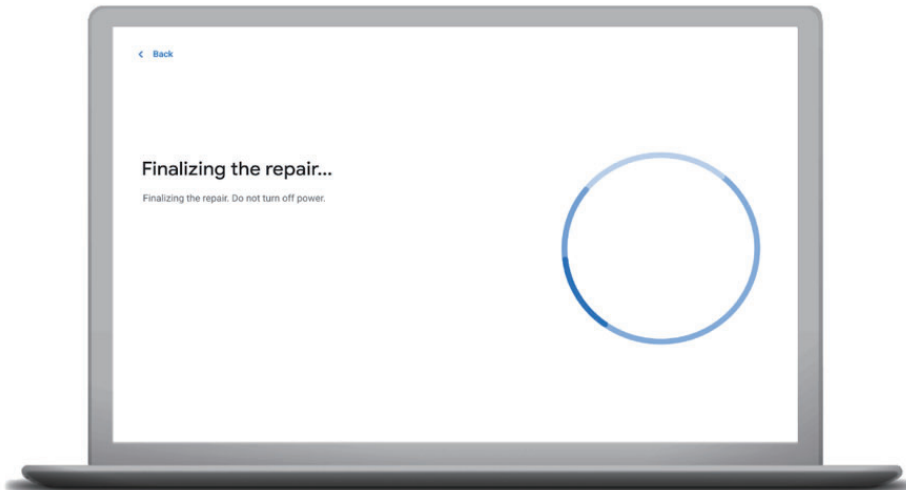 Back
Finalizing the repair...
Finalizing the repair. Do not turn off power.